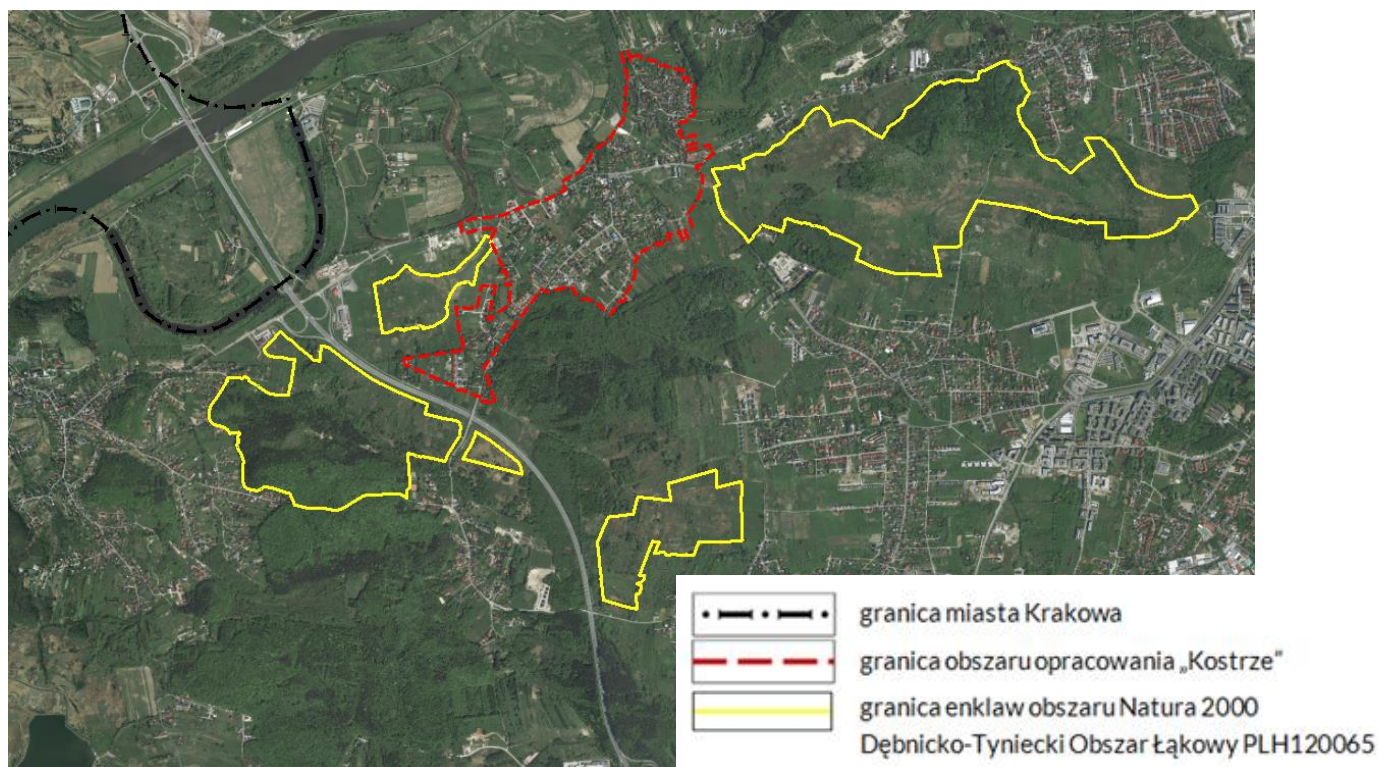 granica miasta Krakowa
granica obszaru opracowania „Kostrze"
granica enklaw obszaru Natura 2000
Dębnicko-Tyniecki Obszar Łąkowy PLH120065